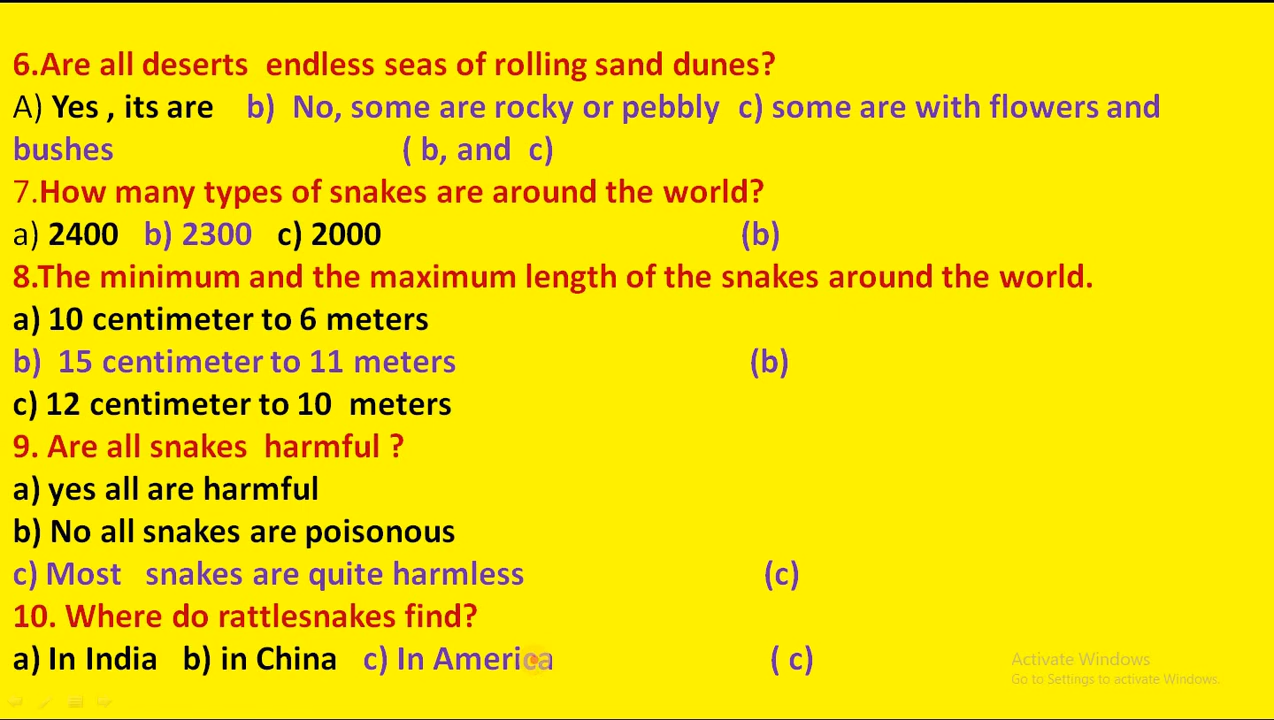 6.Are all deserts endless seas of rolling sand dunes?
A) Yes , its are b) No, some are rocky or pebbly c) some are with flowers and
bushes ( b, and c)
7.How many types of snakes are around the world?
a) 2400 b) 2300 c) 2000 (b)
8.The minimum and the maximum length of the snakes around the world.
a) 10 centimeter to 6 meters
b) 15 centimeter to 11 meters (b)
c) 12 centimeter to 10 meters
9. Are all snakes harmful ?
a) yes all are harmful
b) No all snakes are poisonous
c) Most snakes are quite harmless (c)
10. Where do rattlesnakes find?
a) In India b) in China c) In America ( c)
Activate Windows
Go to Settings to activate Windows.